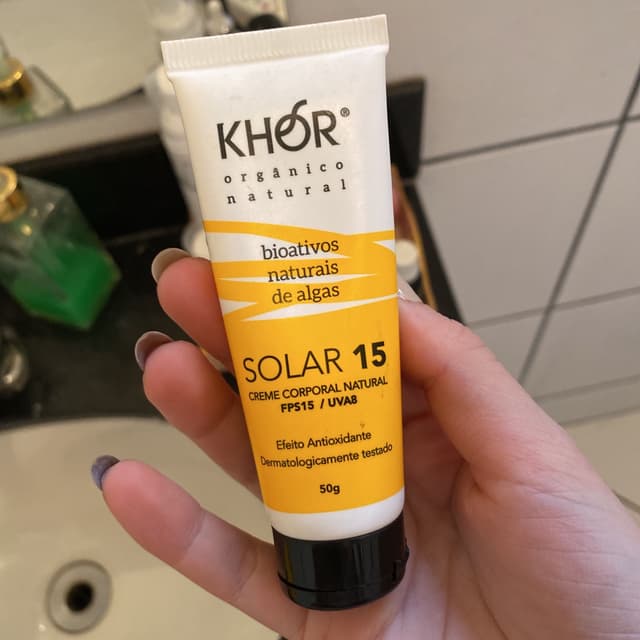 KHOR®
orgânico
natural
bioativos
naturais
de algas
SOLAR 15
CREME CORPORAL NATURAL
FPS15 / UVA8
Efeito Antioxidante
Dermatologicamente testado
50g